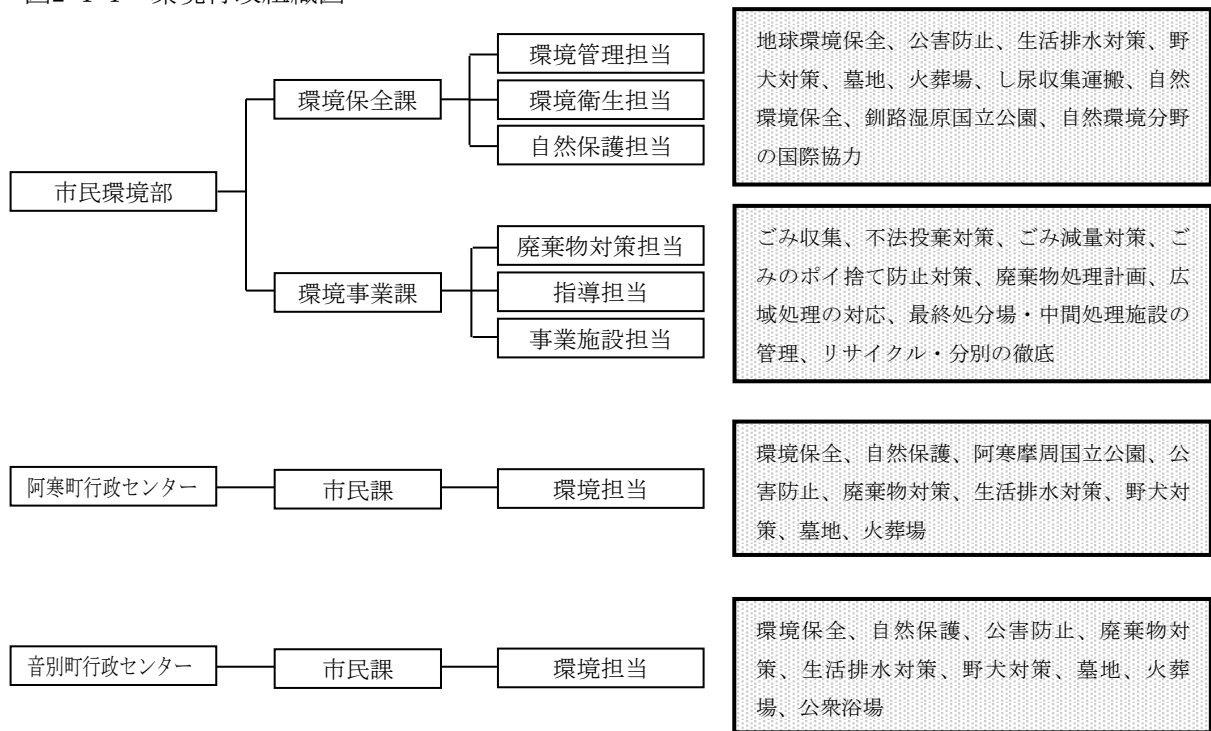 環境管理担当
環境保全課
環境衛生担当
自然保護担当
地球環境保全、公害防止、生活排水対策、野
犬対策、墓地、火葬場、し尿収集運搬、自然
環境保全、釧路湿原国立公園、自然環境分野
の国際協力
市民環境部
廃棄物対策担当
環境事業課
指導担当
事業施設担当
ごみ収集、不法投棄対策、ごみ減量対策、ご
みのポイ捨て防止対策、廃棄物処理計画、広
域処理の対応、最終処分場・中間処理施設の
管理、リサイクル・分別の徹底
阿寒町行政センター
市民課
環境担当
環境保全、自然保護、阿寒摩周国立公園、公
害防止、廃棄物対策、生活排水対策、野犬対
策、墓地、火葬場
音別町行政センター
市民課
環境担当
環境保全、自然保護、公害防止、廃棄物対
策、生活排水対策、野犬対策、墓地、火葬
場、公衆浴場